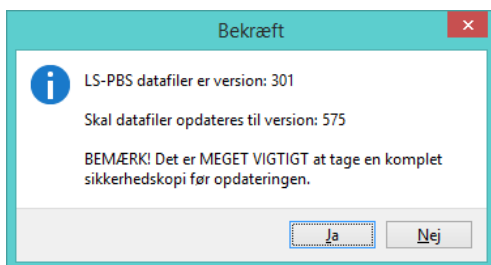 Bekræft
LS-PBS datafiler er version: 301
Skal datafiler opdateres til version: 575
BEMÆRK! Det er MEGET VIGTIGT at tage en komplet
sikkerhedskopi før opdateringen.
Ja
Nej